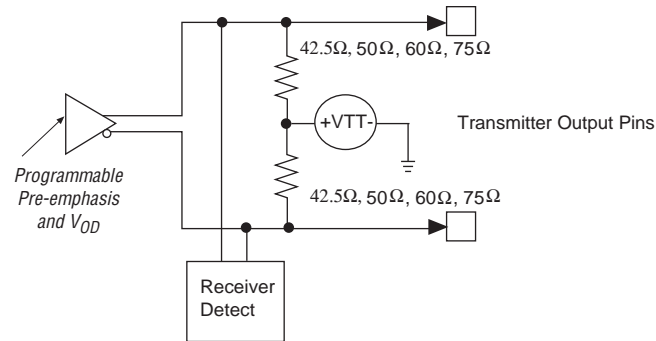 42.5Ω, 50Ω, 60Ω, 75Ω
+VTT-
Transmitter Output Pins
Programmable
Pre-emphasis
and VOD
42.5Ω, 50Ω, 60Ω, 75Ω
Receiver
Detect